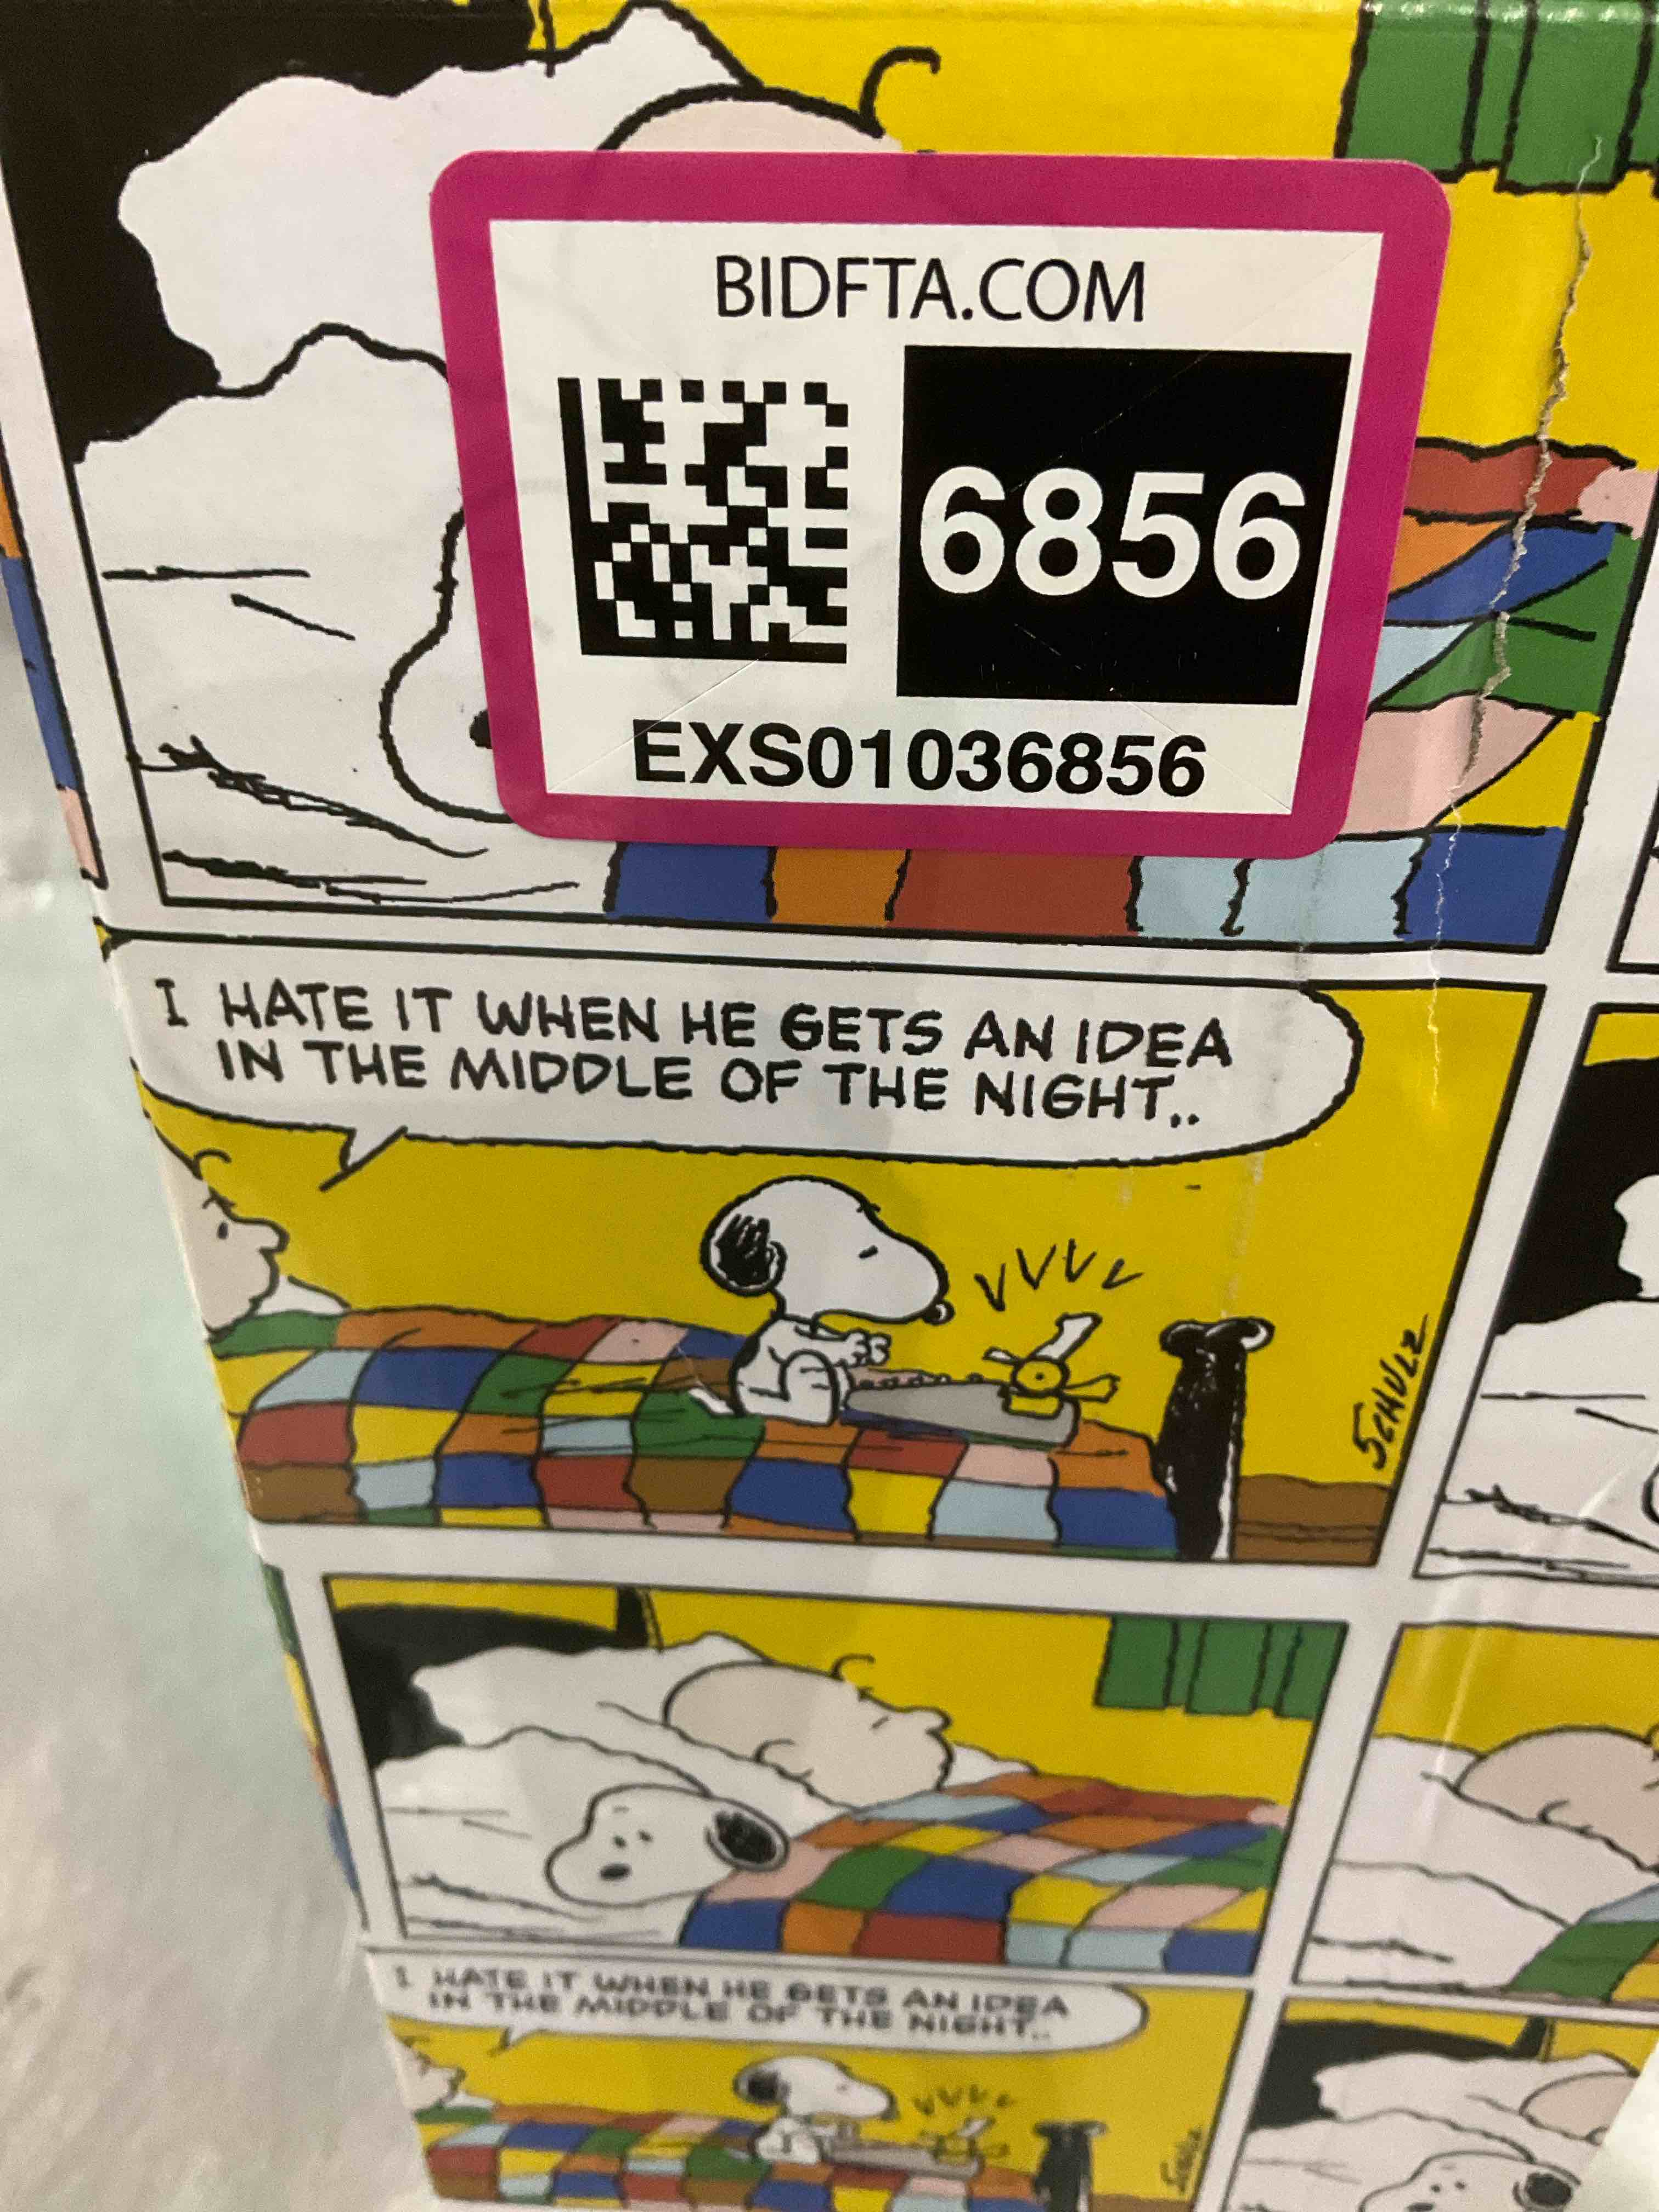 BIDFTA.COM
6856
EXS01036856
I HATE IT WHEN HE GETS AN IDEA
IN THE MIDDLE OF THE NIGHT..
SCHULZ
I HATE IT WHEN HE GETS AN IDEA
IN THE MIDDLE OF THE NIGHT..
SCHULZ